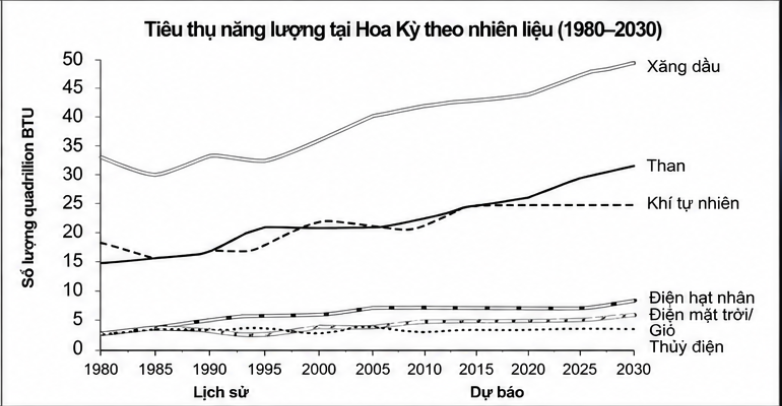 Tiêu thụ năng lượng tại Hoa Kỳ theo nhiên liệu (1980–2030)
Số lượng quadrillion BTU
50
45
40
35
30
25
20
15
10
5
0
Xăng dầu
Than
Khí tự nhiên
Điện hạt nhân
Điện mặt trời/
Gió
Thủy điện
1980 1985 1990 1995 2000 2005 2010 2015 2020 2025 2030
Lịch sử Dự báo